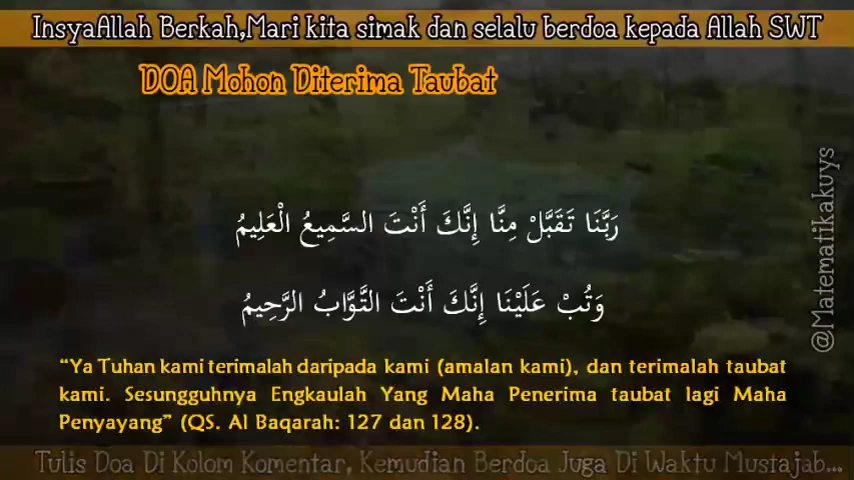 InsyaAllah Berkah,Mari kita simak dan selalu berdoa kepada Allah SWT
DOA Mohon Diterima Taubat
رَبَّنَا تَقَبَّلْ مِنَّا إِنَّكَ أَنْتَ السَّمِيعُ الْعَلِيمُ
وَتُبْ عَلَيْنَا إِنَّكَ أَنْتَ التَّوَّابُ الرَّحِيمُ
“Ya Tuhan kami terimalah daripada kami (amalan kami), dan terimalah taubat
kami. Sesungguhnya Engkaulah Yang Maha Penerima taubat lagi Maha
Penyayang” (QS. Al Baqarah: 127 dan 128).
Tulis Doa Di Kolom Komentar, Kemudian Berdoa Juga Di Waktu Mustajab...
@Matematikakuys